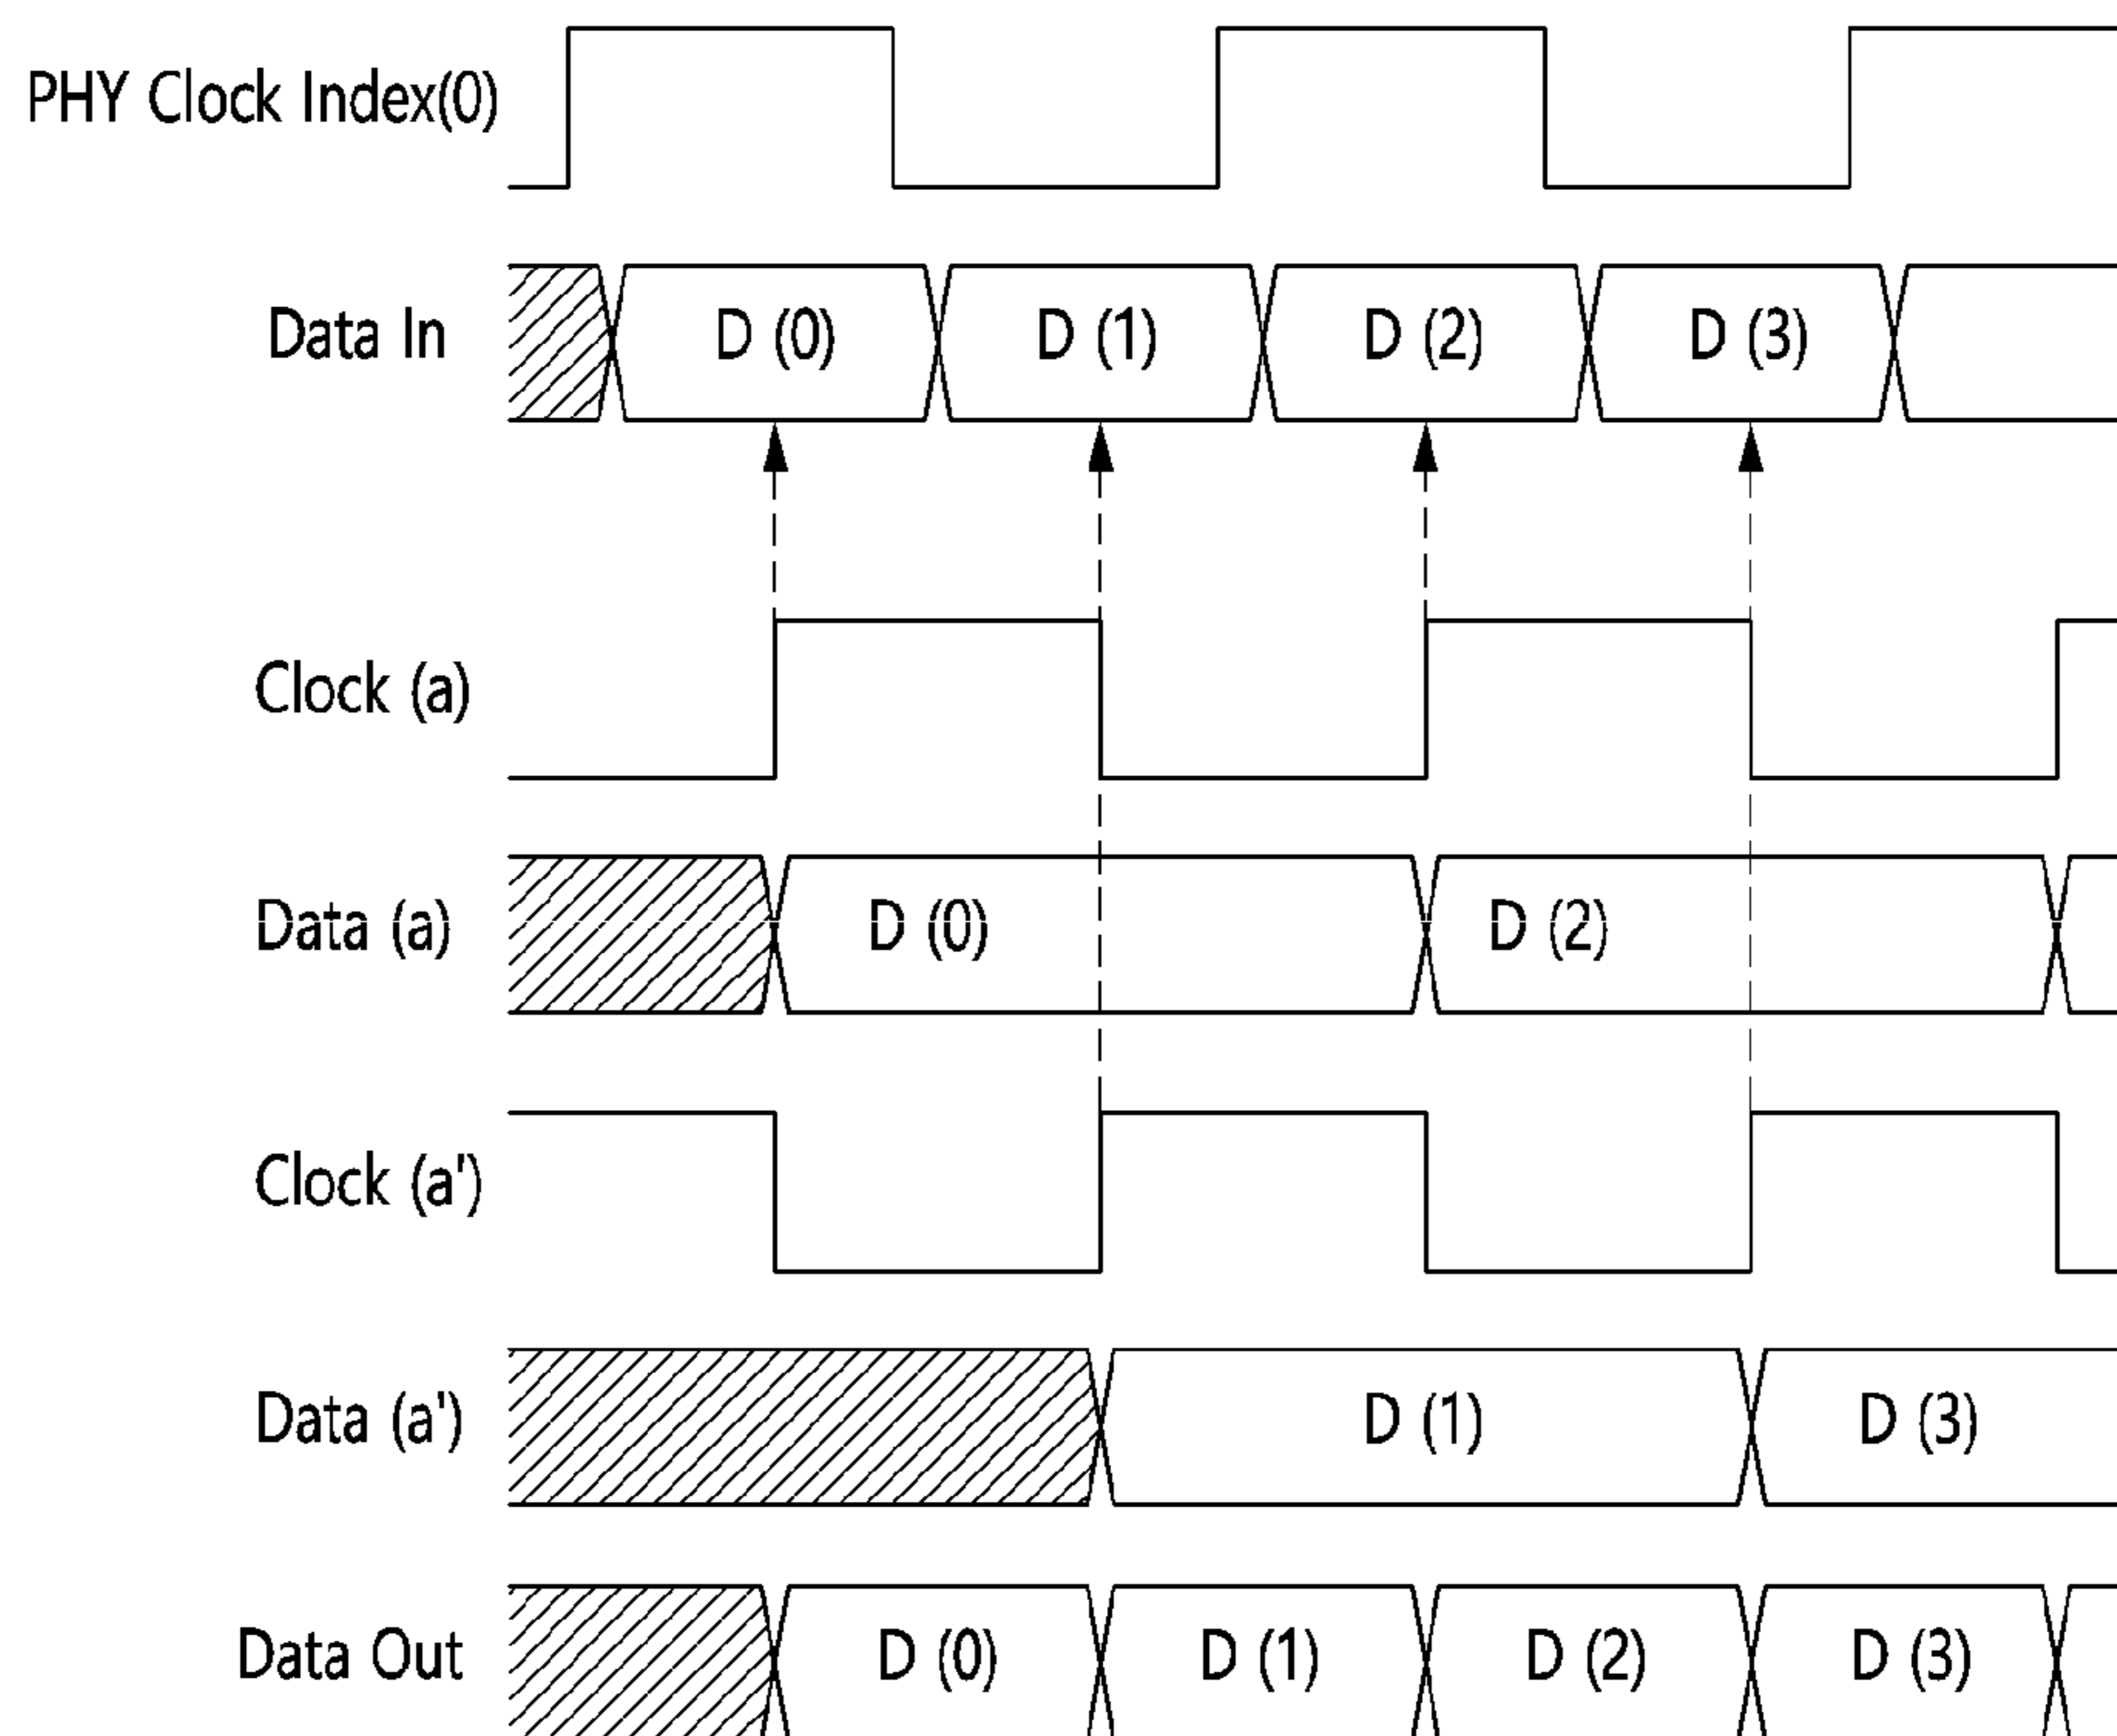 PHY Clock Index(0)
Data In D (0) D (1) D (2) D (3)
Clock (a)
Data (a) D (0) D (2)
Clock (a')
Data (a') D (1) D (3)
Data Out D (0) D (1) D (2) D (3)